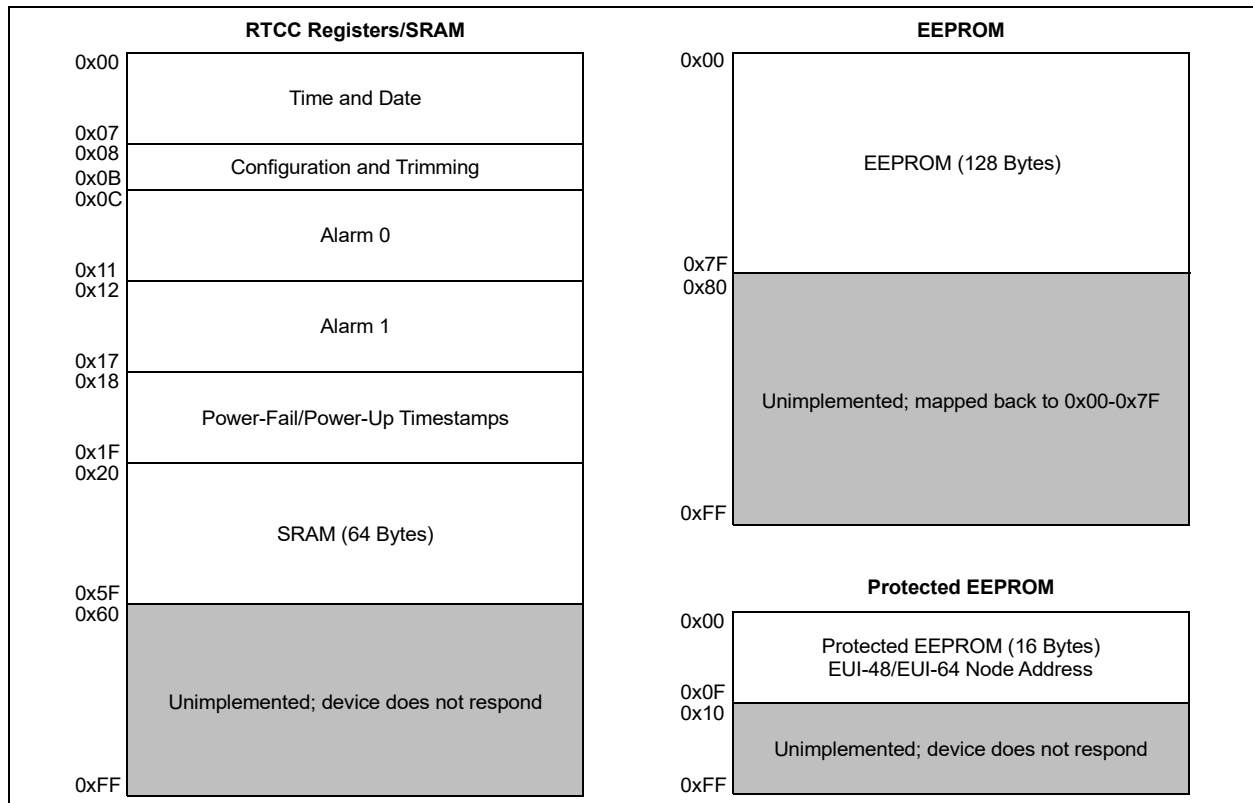 RTCC Registers/SRAM
0x00
Time and Date
0x07
0x08
Configuration and Trimming
0x0B
0x0C
Alarm 0
0x11
0x12
Alarm 1
0x17
0x18
Power-Fail/Power-Up Timestamps
0x1F
0x20
SRAM (64 Bytes)
0x5F
0x60
Unimplemented; device does not respond
0xFF
EEPROM
0x00
EEPROM (128 Bytes)
0x7F
0x80
Unimplemented; mapped back to 0x00-0x7F
0xFF
Protected EEPROM
0x00
Protected EEPROM (16 Bytes)
EUI-48/EUI-64 Node Address
0x0F
0x10
Unimplemented; device does not respond
0xFF